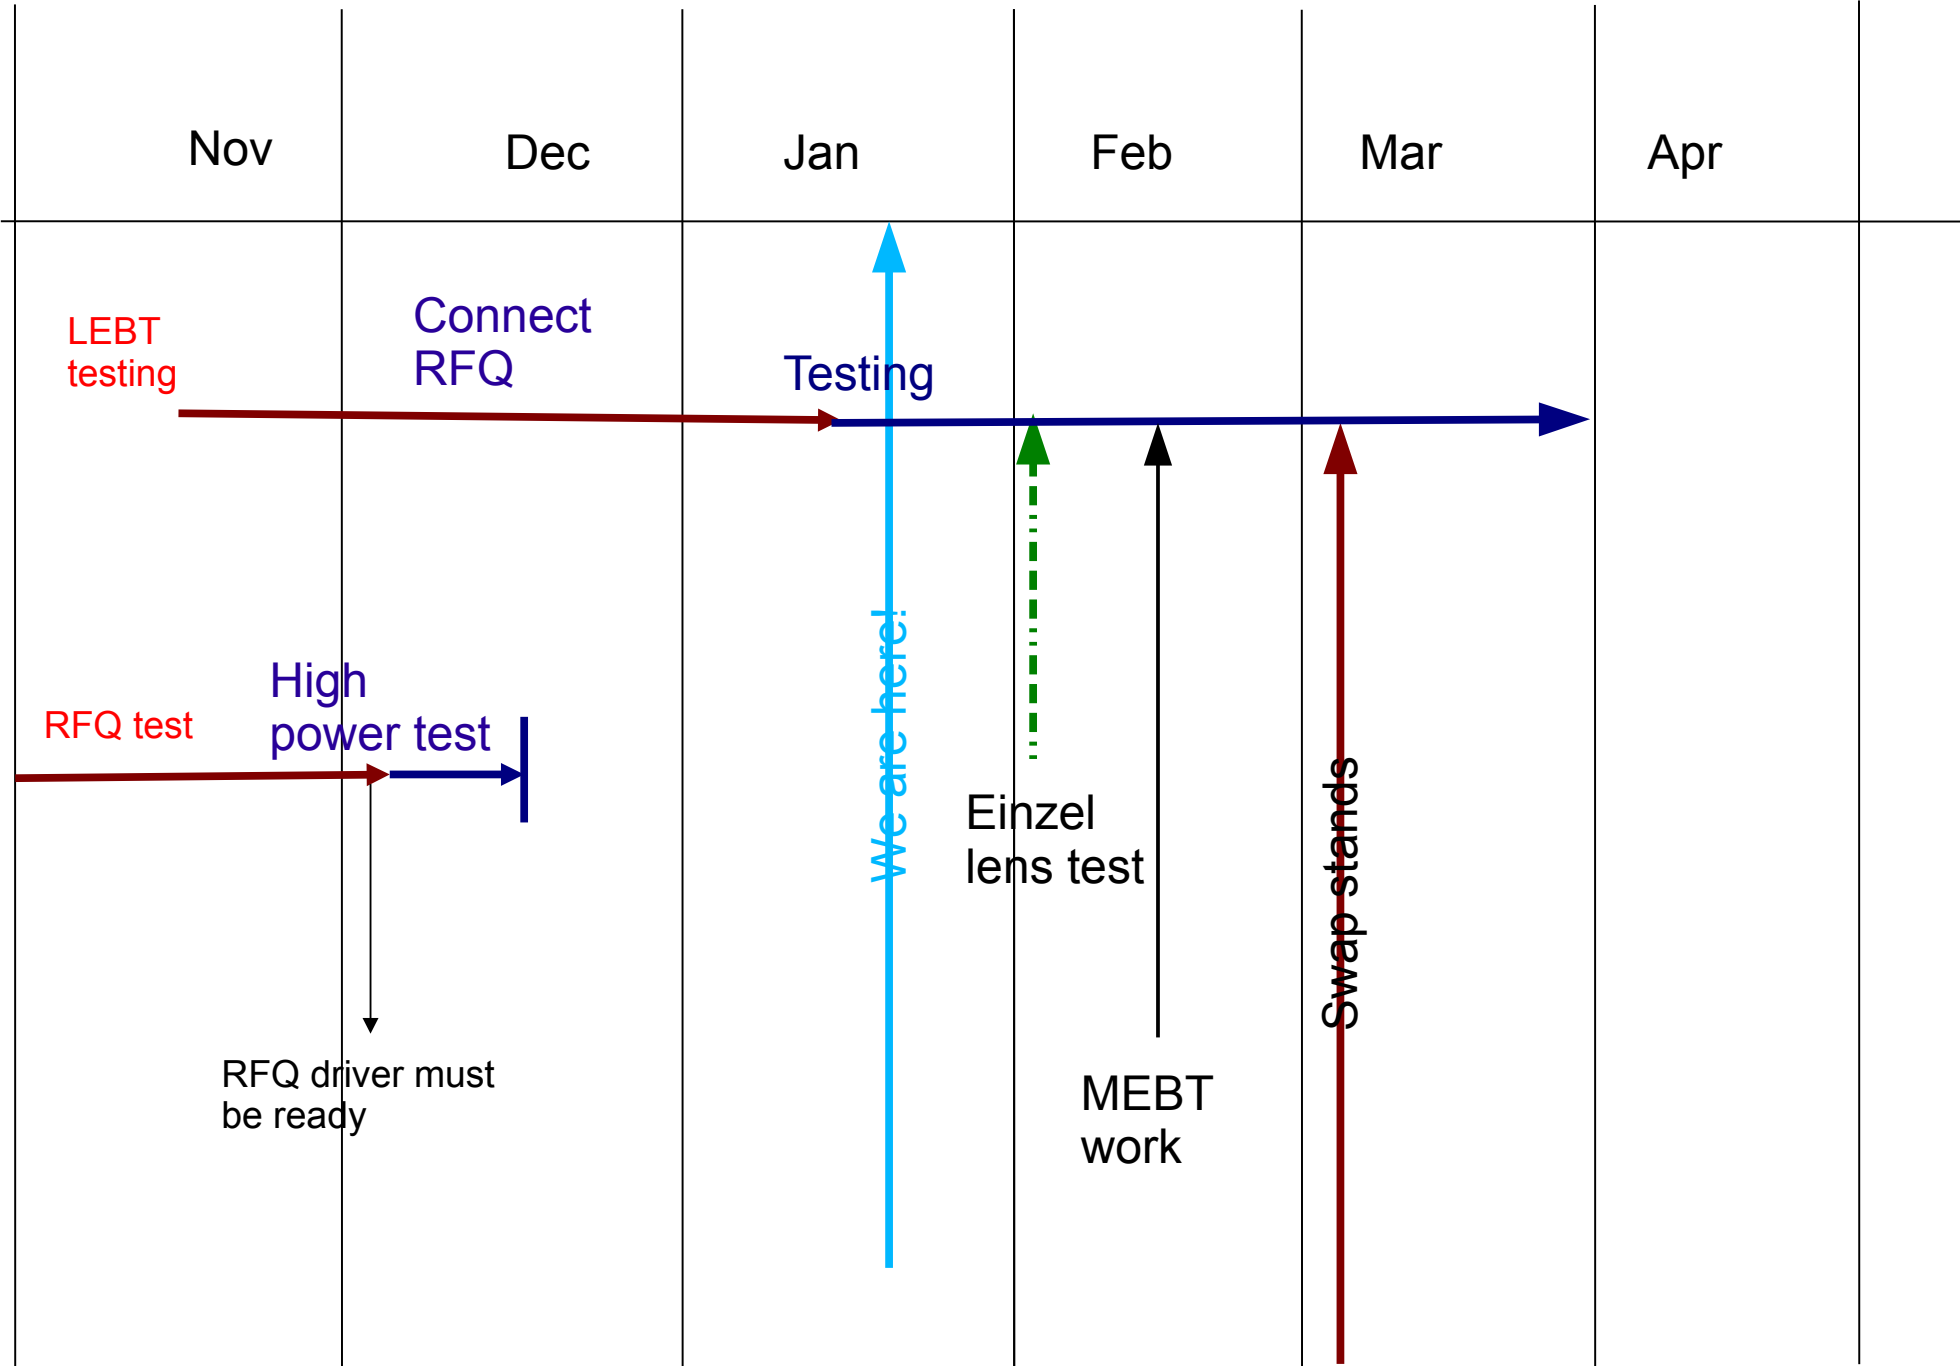 Nov
Dec
Jan
Feb
Mar
Apr
LEBT
testing
Connect
RFQ
Testing
RFQ test
High
power test
We are here!
Einzel
lens test
Swap stands
RFQ driver must
be ready
MEBT
work